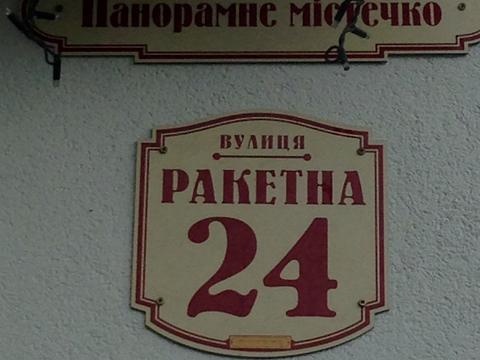 Панорамне містечко
ВУЛИЦЯ
РАКЕТНА
24